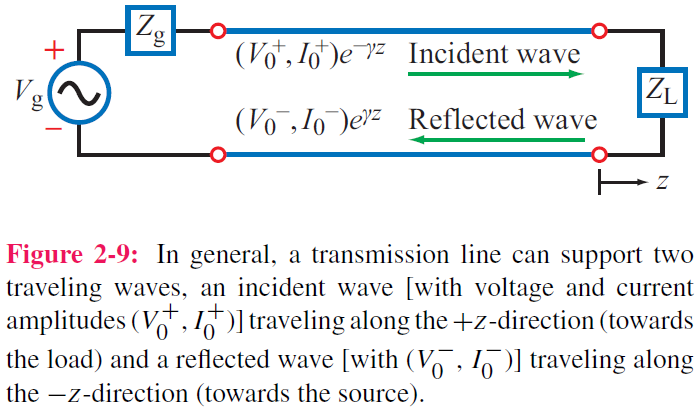 Z_g
+
V_g
−
(V_0^+, I_0^+)e^{−γz} Incident wave
(V_0^−, I_0^−)e^{γz} Reflected wave
Z_L
z
Figure 2-9: In general, a transmission line can support two
traveling waves, an incident wave [with voltage and current
amplitudes (V_0^+, I_0^+)] traveling along the +z-direction (towards
the load) and a reflected wave [with (V_0^−, I_0^−)] traveling along
the −z-direction (towards the source).